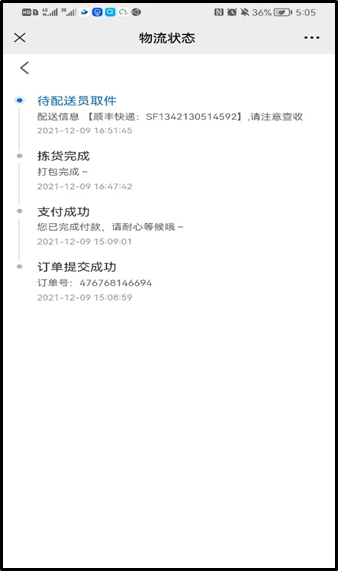 36% 5:05
物流状态
待配送员取件
配送信息 【顺丰快递：SF1342130514592】,请注意查收
2021-12-09 16:51:45
拣货完成
打包完成~
2021-12-09 16:47:42
支付成功
您已完成付款，请耐心等候哦~
2021-12-09 15:09:01
订单提交成功
订单号：476768146694
2021-12-09 15:08:59